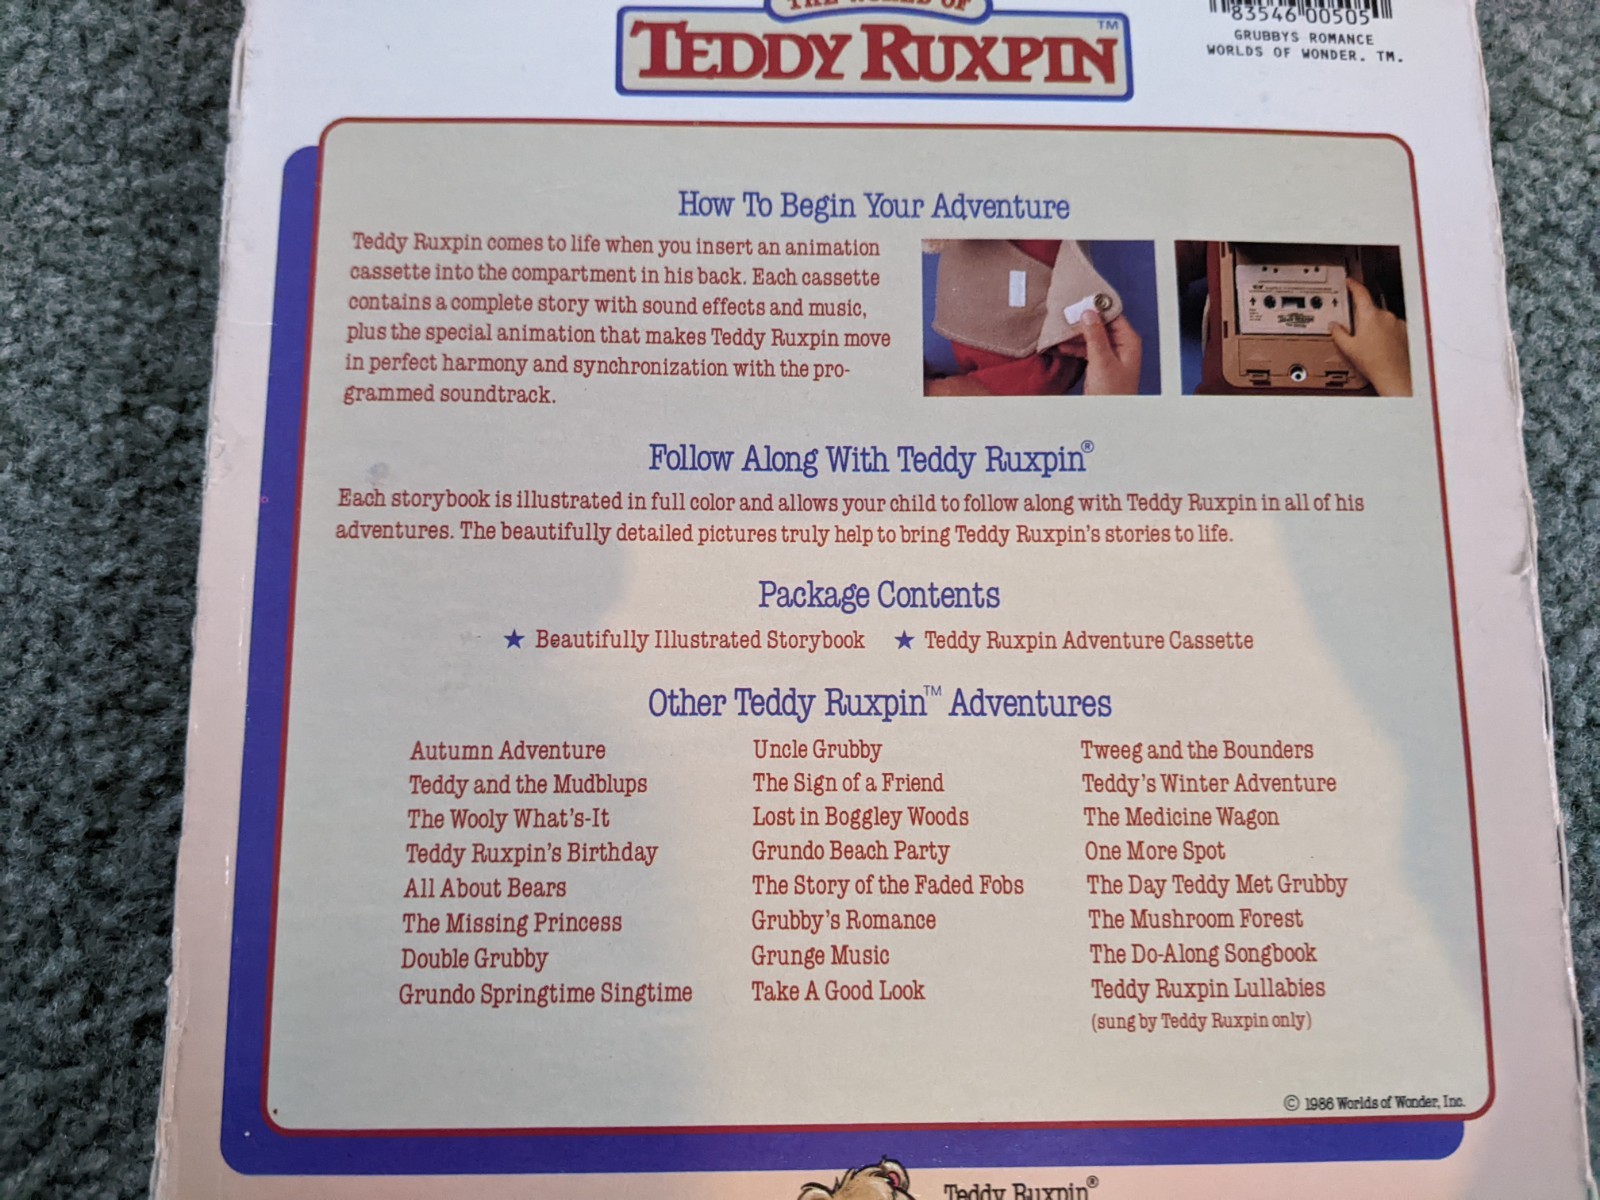 THE WORLD OF
TEDDY RUXPIN™
83546 00505
GRUBBYS ROMANCE
WORLDS OF WONDER. TM.
How To Begin Your Adventure
Teddy Ruxpin comes to life when you insert an animation
cassette into the compartment in his back. Each cassette
contains a complete story with sound effects and music,
plus the special animation that makes Teddy Ruxpin move
in perfect harmony and synchronization with the pro-
grammed soundtrack.
Follow Along With Teddy Ruxpin®
Each storybook is illustrated in full color and allows your child to follow along with Teddy Ruxpin in all of his
adventures. The beautifully detailed pictures truly help to bring Teddy Ruxpin's stories to life.
Package Contents
★ Beautifully Illustrated Storybook ★ Teddy Ruxpin Adventure Cassette
Other Teddy Ruxpin™ Adventures
Autumn Adventure
Teddy and the Mudblups
The Wooly What's-It
Teddy Ruxpin's Birthday
All About Bears
The Missing Princess
Double Grubby
Grundo Springtime Singtime
Uncle Grubby
The Sign of a Friend
Lost in Boggley Woods
Grundo Beach Party
The Story of the Faded Fobs
Grubby's Romance
Grunge Music
Take A Good Look
Tweeg and the Bounders
Teddy's Winter Adventure
The Medicine Wagon
One More Spot
The Day Teddy Met Grubby
The Mushroom Forest
The Do-Along Songbook
Teddy Ruxpin Lullabies
(sung by Teddy Ruxpin only)
© 1986 Worlds of Wonder, Inc.
Teddy Ruxpin®